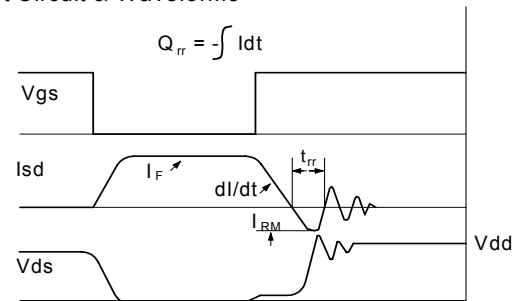 Circuit & Waveforms
Q rr = -∫ Idt
Vgs
Isd
I F
dI/dt
t rr
I RM
Vds
Vdd